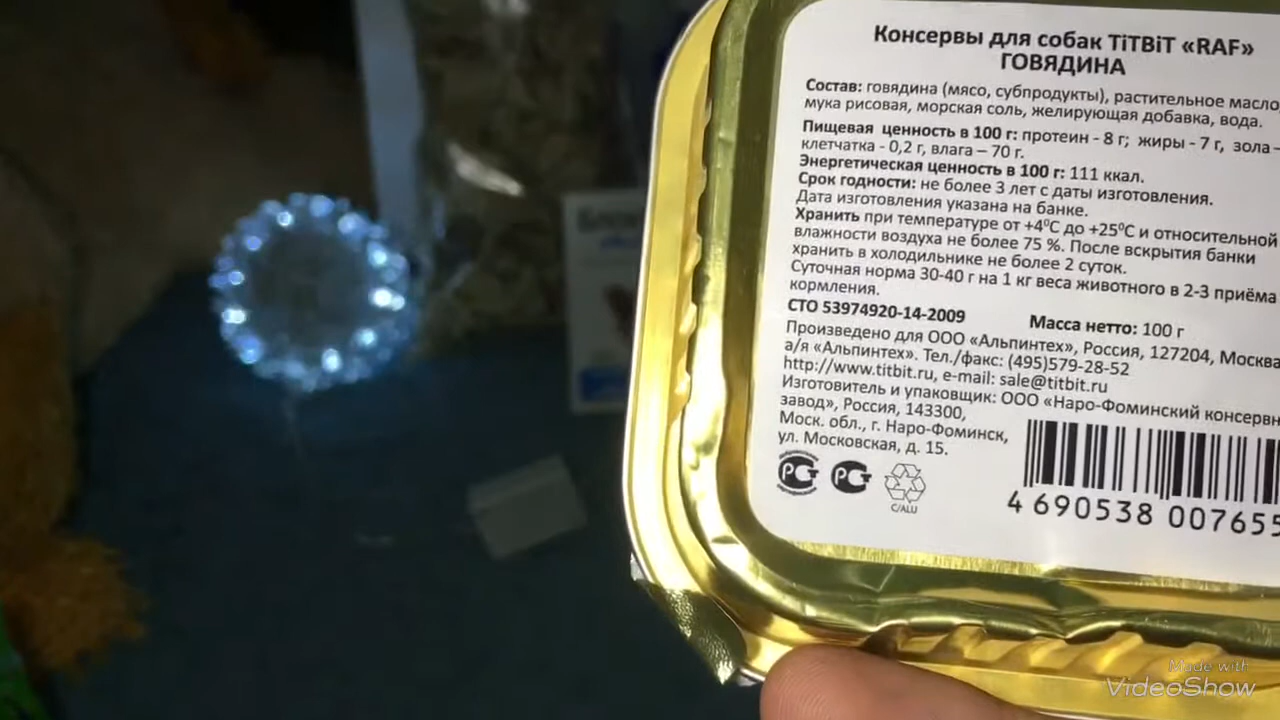 Консервы для собак TiTBiT «RAF»
ГОВЯДИНА
Состав: говядина (мясо, субпродукты), растительное масло,
мука рисовая, морская соль, желирующая добавка, вода.
Пищевая ценность в 100 г: протеин - 8 г; жиры - 7 г, зола –
клетчатка - 0,2 г, влага – 70 г.
Энергетическая ценность в 100 г: 111 ккал.
Срок годности: не более 3 лет с даты изготовления.
Дата изготовления указана на банке.
Хранить при температуре от +4⁰С до +25⁰С и относительной
влажности воздуха не более 75 %. После вскрытия банки
хранить в холодильнике не более 2 суток.
Суточная норма 30-40 г на 1 кг веса животного в 2-3 приёма
кормления.
СТО 53974920-14-2009 Масса нетто: 100 г
Произведено для ООО «Альпинтех», Россия, 127204, Москва
а/я «Альпинтех». Тел./факс: (495)579-28-52
http://www.titbit.ru, e-mail: sale@titbit.ru
Изготовитель и упаковщик: ООО «Наро-Фоминский консервн
завод», Россия, 143300,
Моск. обл., г. Наро-Фоминск,
ул. Московская, д. 15.
C/ALU
4 690538 007655
Made with
VideoShow